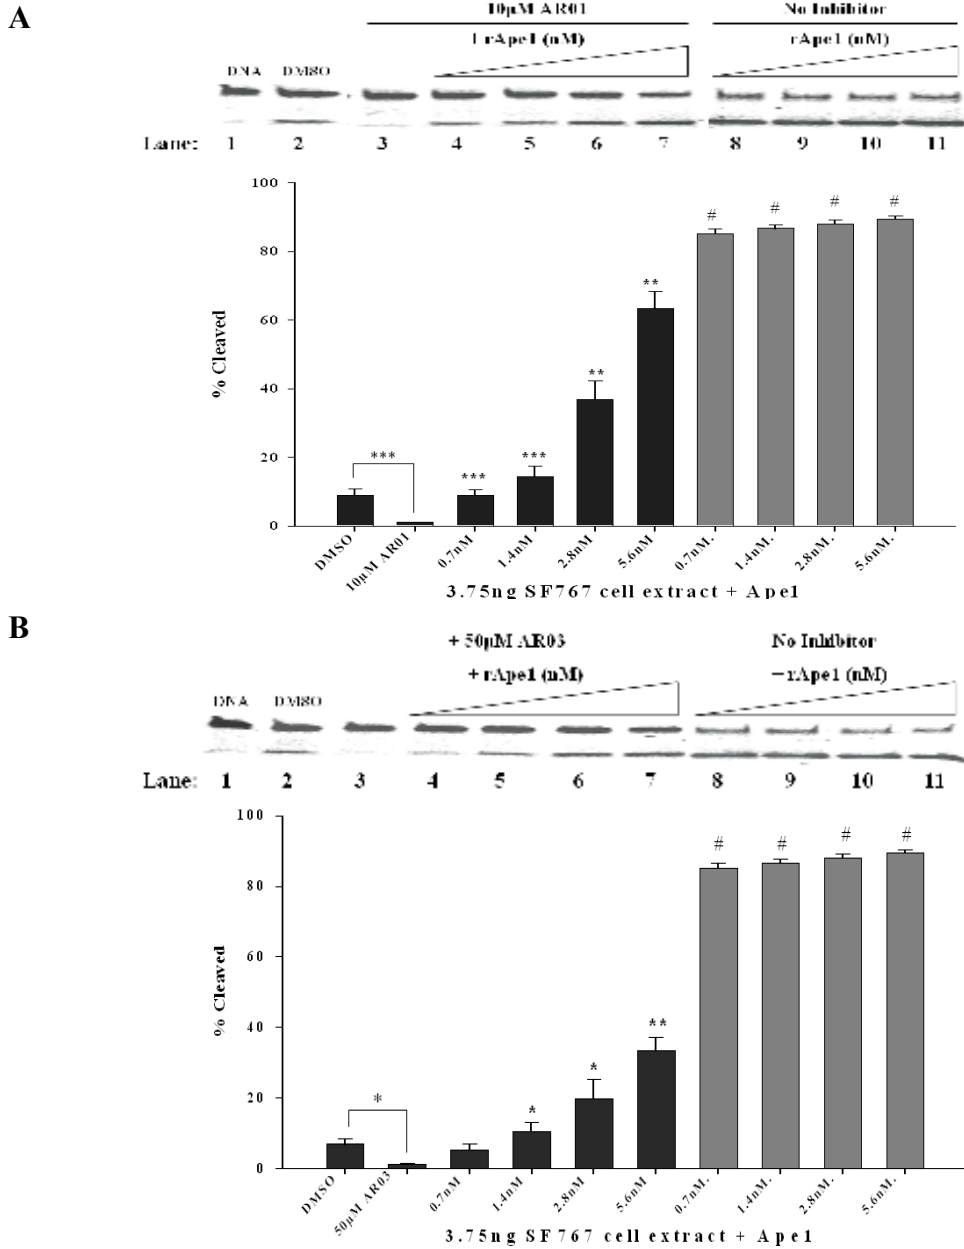 A
10µM AR01 No Inhibitor
+ rApe1 (nM) rApe1 (nM)
DNA DMSO
Lane: 1 2 3 4 5 6 7 8 9 10 11
100
80
60
40
20
0
% Cleaved
*** *** *** ** ** # # # #
DMSO 10µM AR01 0.7nM 1.4nM 2.8nM 5.6nM 0.7nM. 1.4nM. 2.8nM. 5.6nM.
3.75ng SF767 cell extract + Ape1
B
+ 50µM AR03 No Inhibitor
+ rApe1 (nM) – rApe1 (nM)
DNA DMSO
Lane: 1 2 3 4 5 6 7 8 9 10 11
100
80
60
40
20
0
% Cleaved
* * * ** # # # #
DMSO 50µM AR03 0.7nM 1.4nM 2.8nM 5.6nM 0.7nM. 1.4nM. 2.8nM. 5.6nM.
3.75ng SF767 cell extract + Ape1